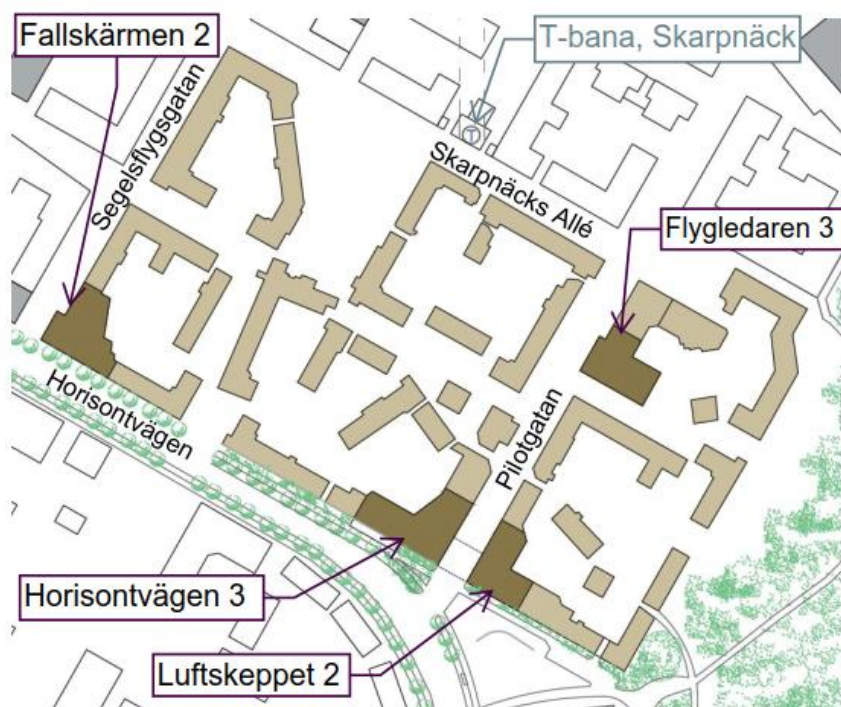 Fallskärmen 2
T-bana, Skarpnäck
T
Segelsflygsgatan
Skarpnäcks Allé
Flygledaren 3
Horisontvägen
Pilotgatan
Horisontvägen 3
Luftskeppet 2